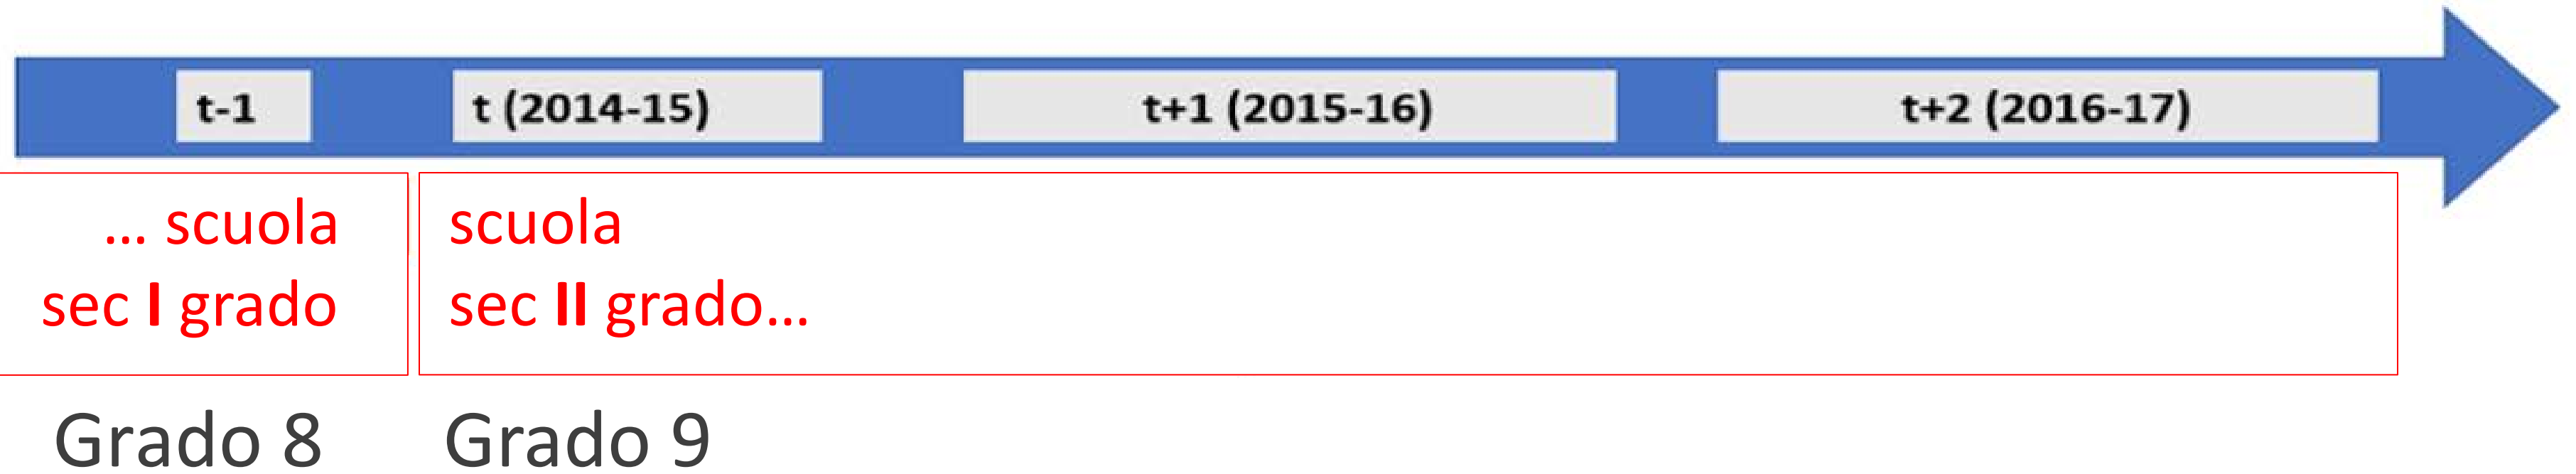 t-1 t (2014-15) t+1 (2015-16) t+2 (2016-17)
... scuola
sec I grado
scuola
sec II grado...
Grado 8 Grado 9